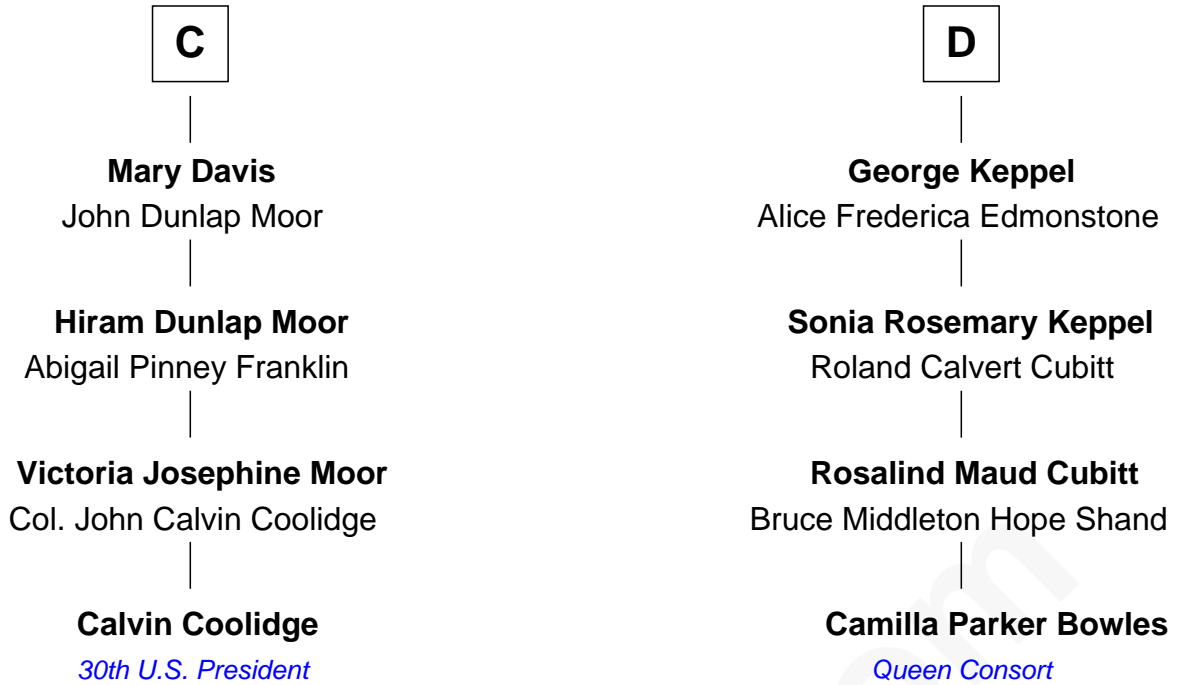 C
Mary Davis
John Dunlap Moor
Hiram Dunlap Moor
Abigail Pinney Franklin
Victoria Josephine Moor
Col. John Calvin Coolidge
Calvin Coolidge
30th U.S. President
D
George Keppel
Alice Frederica Edmonstone
Sonia Rosemary Keppel
Roland Calvert Cubitt
Rosalind Maud Cubitt
Bruce Middleton Hope Shand
Camilla Parker Bowles
Queen Consort